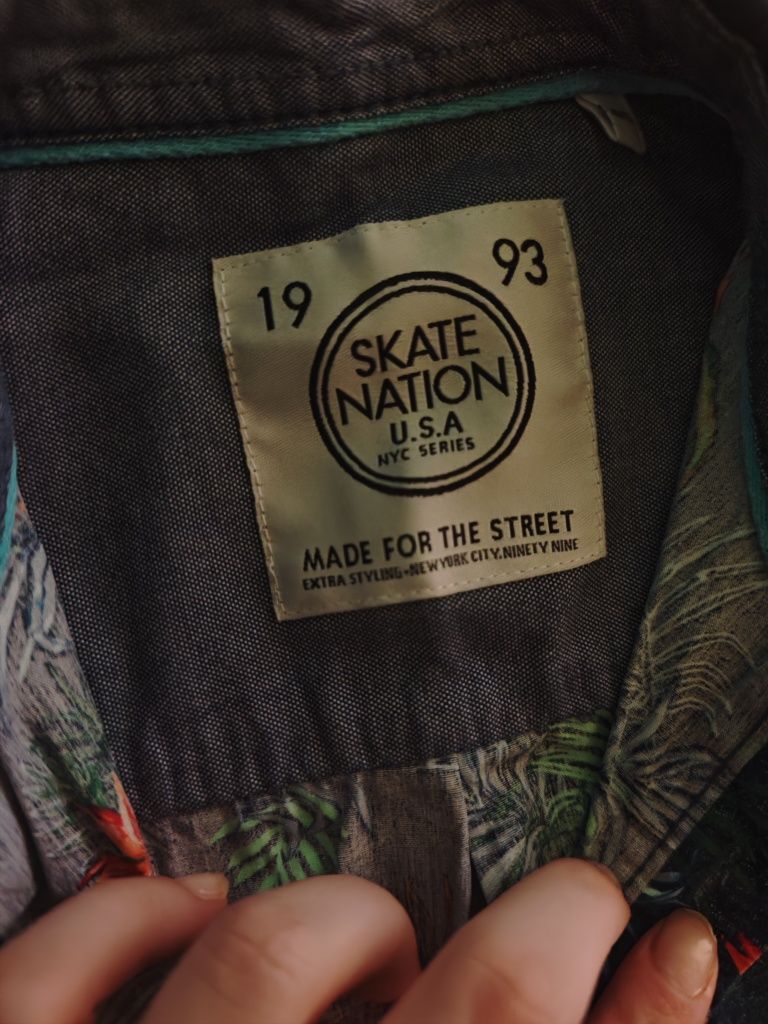 19 93
SKATE
NATION
U.S.A
NYC SERIES
MADE FOR THE STREET
EXTRA STYLING-NEW YORK CITY.NINETY NINE